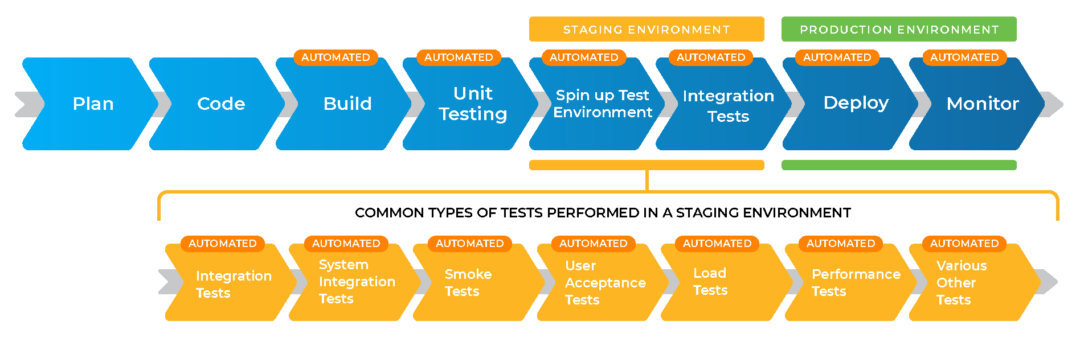 STAGING ENVIRONMENT
PRODUCTION ENVIRONMENT
AUTOMATED
AUTOMATED
AUTOMATED
AUTOMATED
AUTOMATED
AUTOMATED
Plan
Code
Build
Unit
Testing
Spin up Test
Environment
Integration
Tests
Deploy
Monitor
COMMON TYPES OF TESTS PERFORMED IN A STAGING ENVIRONMENT
AUTOMATED
AUTOMATED
AUTOMATED
AUTOMATED
AUTOMATED
AUTOMATED
AUTOMATED
Integration
Tests
System
Integration
Tests
Smoke
Tests
User
Acceptance
Tests
Load
Tests
Performance
Tests
Various
Other
Tests